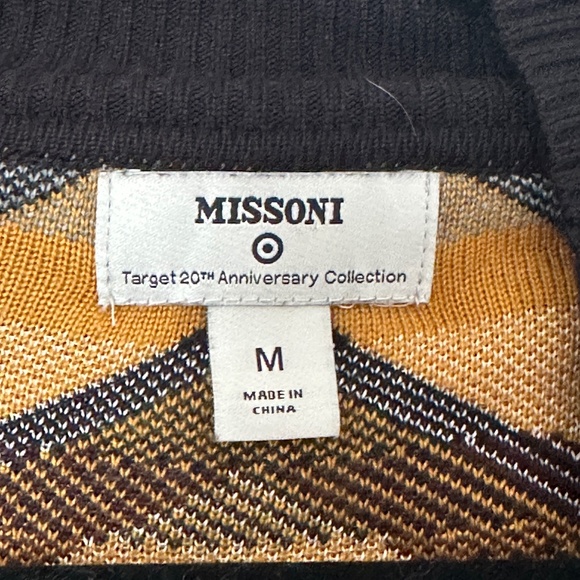 MISSONI
Target 20TH Anniversary Collection
M
MADE IN
CHINA